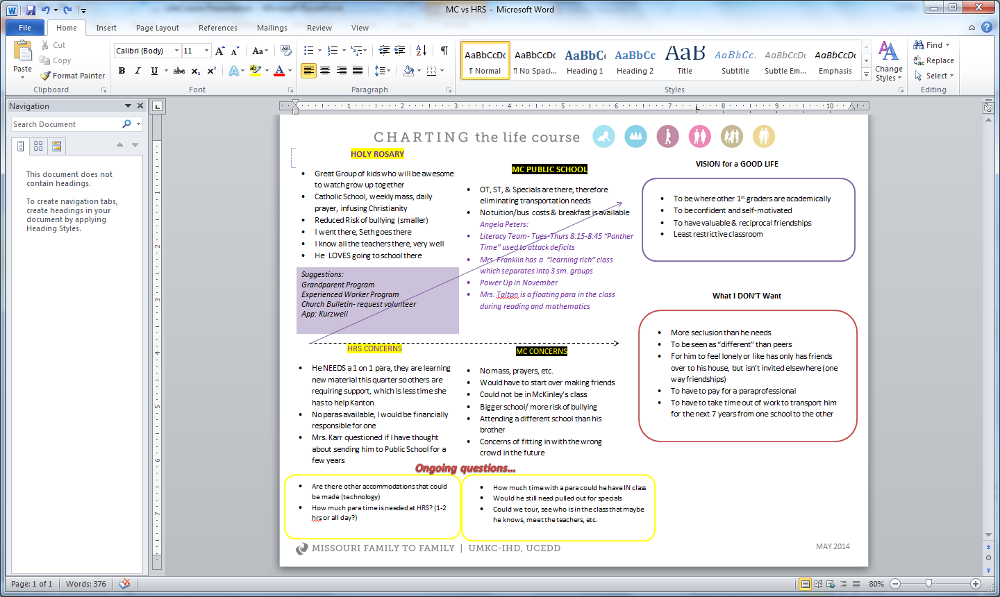 MC vs HRS - Microsoft Word
File
Home
Insert
Page Layout
References
Mailings
Review
View
Paste
Cut
Copy
Format Painter
Clipboard
Calibri (Body)
11
Font
Paragraph
AaBbCcDc
¶ Normal
AaBbCcDc
¶ No Spaci...
AaBbC
Heading 1
AaBbCc
Heading 2
AaB
Title
AaBbCc.
Subtitle
AaBbCcDc
Subtle Em...
AaBbCcDc
Emphasis
Change
Styles
Styles
Find
Replace
Select
Editing
Navigation
Search Document
This document does not
contain headings.
To create navigation tabs,
create headings in your
document by applying
Heading Styles.
CHARTING the life course
HOLY ROSARY
• Great Group of kids who will be awesome
to watch grow up together
• Catholic School, weekly mass, daily
prayer, infusing Christianity
• Reduced Risk of bullying (smaller)
• I went there, Seth goes there
• I know all the teachers there, very well
• He LOVES going to school there
Suggestions:
Grandparent Program
Experienced Worker Program
Church Bulletin- request volunteer
App: Kurzweil
MC PUBLIC SCHOOL
• OT, ST, & Specials are there, therefore
eliminating transportation needs
• No tuition/bus costs & breakfast is available
Angela Peters:
• Literacy Team- Tues-Thurs 8:15-8:45 “Panther
Time” used to attack deficits
• Mrs. Franklin has a “learning rich” class
which separates into 3 sm. groups
• Power Up in November
• Mrs. Talton is a floating para in the class
during reading and mathematics
VISION for a GOOD LIFE
• To be where other 1st graders are academically
• To be confident and self-motivated
• To have valuable & reciprocal friendships
• Least restrictive classroom
What I DON’T Want
• More seclusion than he needs
• To be seen as “different” than peers
• For him to feel lonely or like has only has friends
over to his house, but isn’t invited elsewhere (one
way friendships)
• To have to pay for a paraprofessional
• To have to take time out of work to transport him
for the next 7 years from one school to the other
HRS CONCERNS
• He NEEDS a 1 on 1 para, they are learning
new material this quarter so others are
requiring support, which is less time she
has to help Kanton
• No paras available, I would be financially
responsible for one
• Mrs. Karr questioned if I have thought
about sending him to Public School for a
few years
MC CONCERNS
• No mass, prayers, etc.
• Would have to start over making friends
• Could not be in McKinley’s class
• Bigger school/ more risk of bullying
• Attending a different school than his
brother
• Concerns of fitting in with the wrong
crowd in the future
Ongoing questions...
• Are there other accommodations that could
be made (technology)
• How much para time is needed at HRS? (1-2
hrs or all day?)
• How much time with a para could he have IN class
• Would he still need pulled out for specials
• Could we tour, see who is in the class that maybe
he knows, meet the teachers, etc.
MISSOURI FAMILY TO FAMILY | UMKC-IHD, UCEDD
MAY 2014
Page: 1 of 1
Words: 376
80%